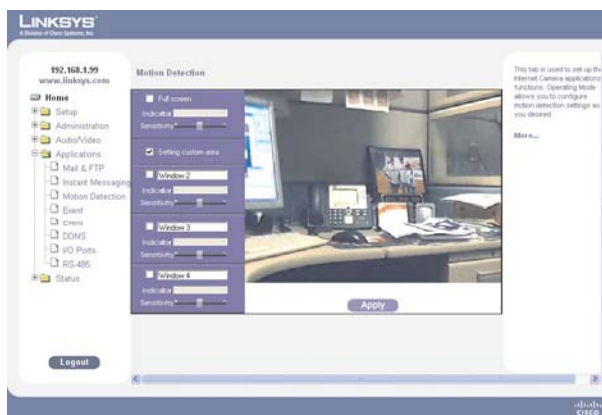 LINKSYS®
A Division of Cisco Systems, Inc.
192.168.1.99
www.linksys.com
Home
Setup
Administration
Audio/Video
Applications
Mail & FTP
Instant Messaging
Motion Detection
Event
Event
DDNS
I/O Ports
RS-485
Status
Logout
Motion Detection
Full screen
Indicator
Sensitivity
Setting custom area
Window 2
Indicator
Sensitivity
Window 3
Indicator
Sensitivity
Window 4
Indicator
Sensitivity
Apply
This tab is used to set up the
Internet Camera applications
functions. Operating Mode
allows you to configure
motion detection settings as
you desired.
More...
CISCO